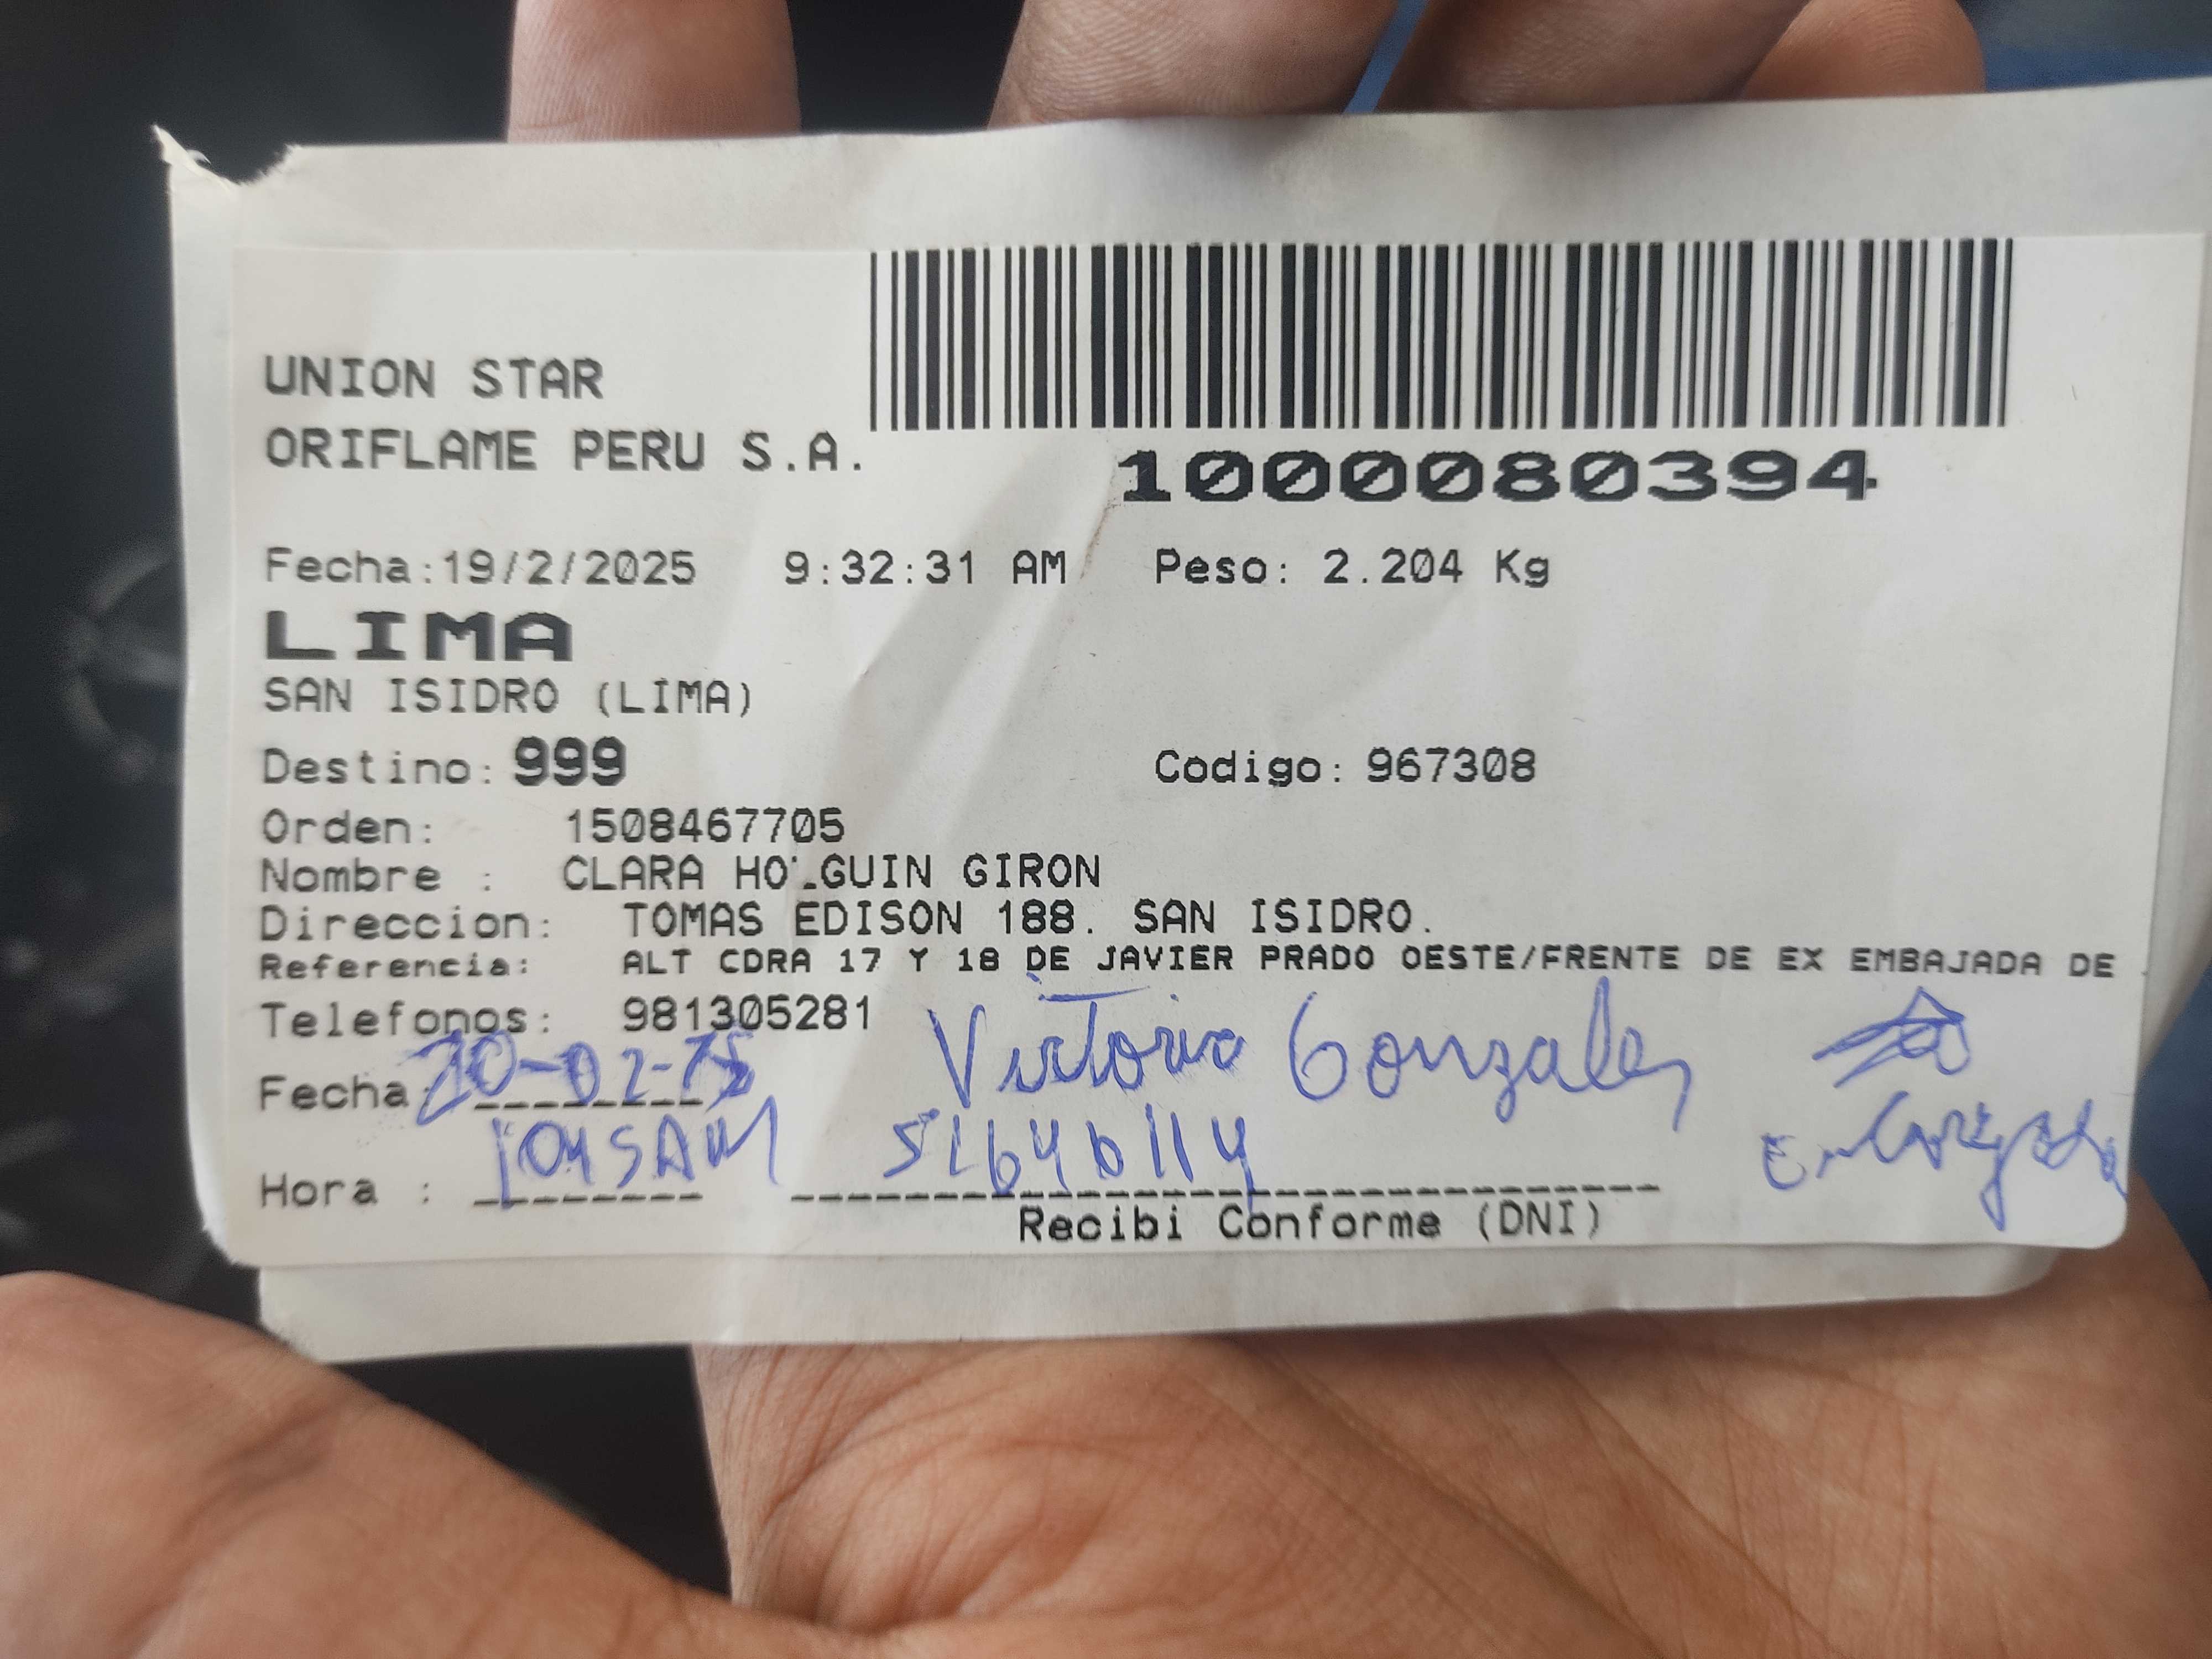 UNION STAR
ORIFLAME PERU S.A.
1000080394
Fecha:19/2/2025 9:32:31 AM Peso: 2.204 Kg
LIMA
SAN ISIDRO (LIMA)
Destino: 999 Codigo: 967308
Orden: 1508467705
Nombre : CLARA HOLGUIN GIRON
Direccion: TOMAS EDISON 188. SAN ISIDRO.
Referencia: ALT CDRA 17 Y 18 DE JAVIER PRADO OESTE/FRENTE DE EX EMBAJADA DE
Telefonos: 981305281
Victoria Gonzales
Fecha: 20-02-25
Hora : 1045AM
Recibi Conforme (DNI)